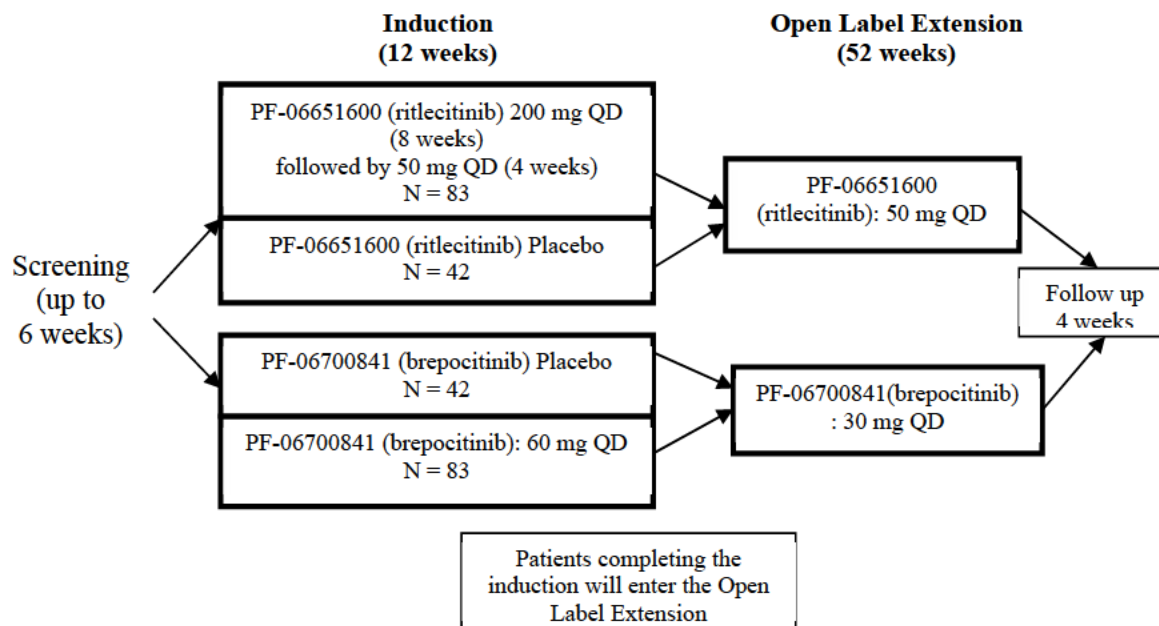 Induction
(12 weeks)
Open Label Extension
(52 weeks)
Screening
(up to
6 weeks)
PF-06651600 (ritlecitinib) 200 mg QD
(8 weeks)
followed by 50 mg QD (4 weeks)
N = 83
PF-06651600 (ritlecitinib) Placebo
N = 42
PF-06700841 (brepocitinib) Placebo
N = 42
PF-06700841 (brepocitinib): 60 mg QD
N = 83
PF-06651600
(ritlecitinib): 50 mg QD
PF-06700841(brepocitinib)
: 30 mg QD
Follow up
4 weeks
Patients completing the
induction will enter the Open
Label Extension